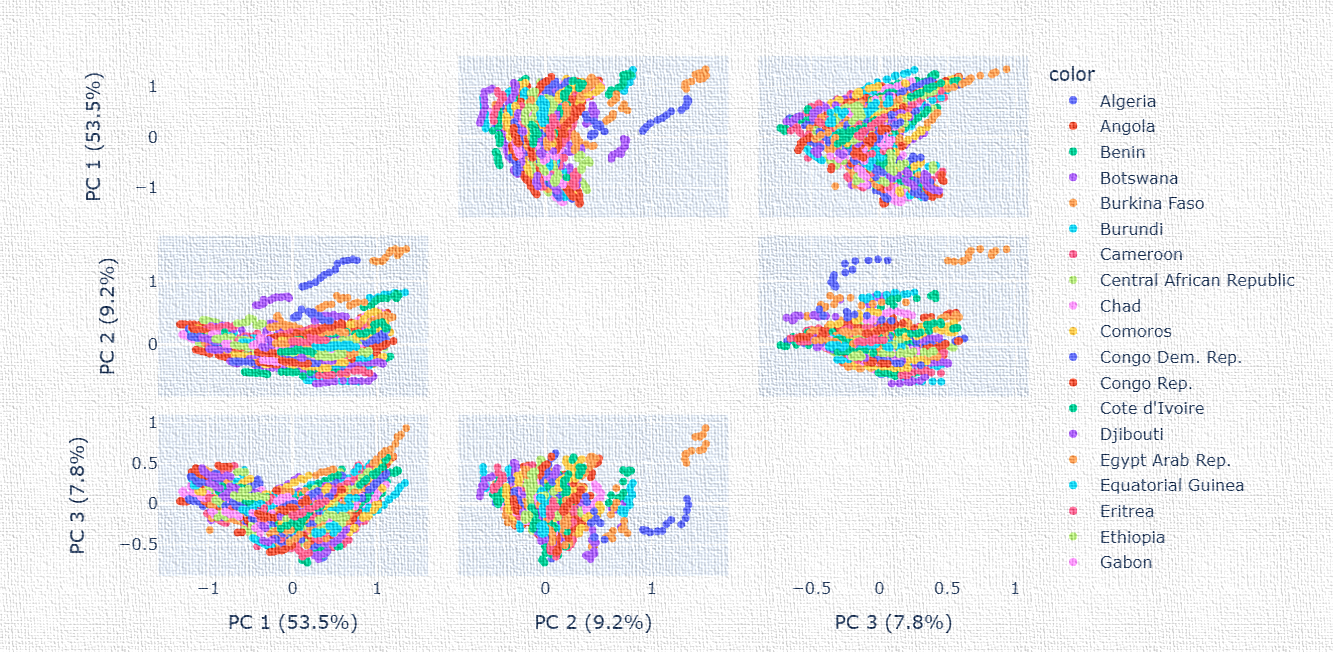 PC 1 (53.5%)
1
0
−1
PC 2 (9.2%)
1
0
PC 3 (7.8%)
1
0.5
0
−0.5
−1 0 1
0 1
−0.5 0 0.5 1
PC 1 (53.5%)
PC 2 (9.2%)
PC 3 (7.8%)
color
Algeria
Angola
Benin
Botswana
Burkina Faso
Burundi
Cameroon
Central African Republic
Chad
Comoros
Congo Dem. Rep.
Congo Rep.
Cote d'Ivoire
Djibouti
Egypt Arab Rep.
Equatorial Guinea
Eritrea
Ethiopia
Gabon